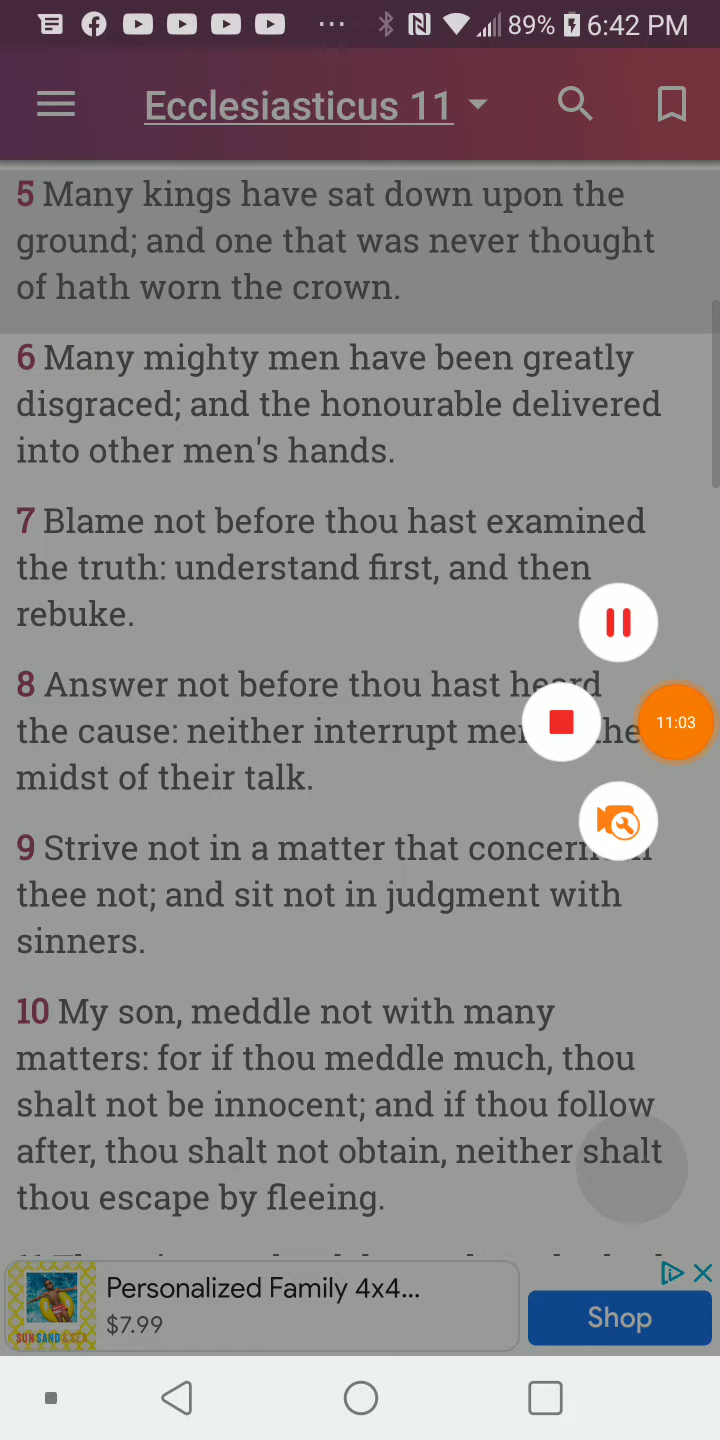 89% 6:42 PM
Ecclesiasticus 11
5 Many kings have sat down upon the
ground; and one that was never thought
of hath worn the crown.
6 Many mighty men have been greatly
disgraced; and the honourable delivered
into other men's hands.
7 Blame not before thou hast examined
the truth: understand first, and then
rebuke.
8 Answer not before thou hast heard
the cause: neither interrupt
midst of their talk.
11:03
9 Strive not in a matter that
thee not; and sit not in judgment with
sinners.
10 My son, meddle not with many
matters: for if thou meddle much, thou
shalt not be innocent; and if thou follow
after, thou shalt not obtain, neither shalt
thou escape by fleeing.
Personalized Family 4x4...
$7.99
SUN SAND & SEA
Shop